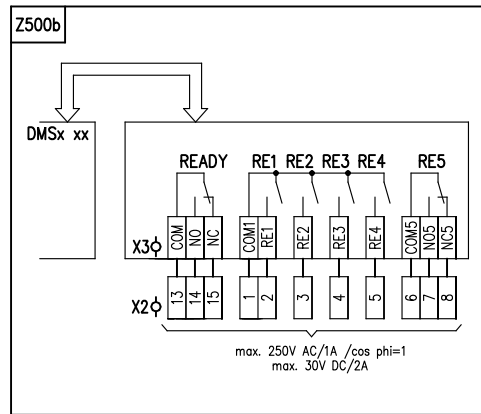 Z500b
DMSx xx
READY RE1 RE2 RE3 RE4 RE5
X3 COM NO NC COM1 RE1 RE2 RE3 RE4 COM5 NO5 NC5
X2 13 14 15 1 2 3 4 5 6 7 8
max. 250V AC/1A /cos phi=1
max. 30V DC/2A